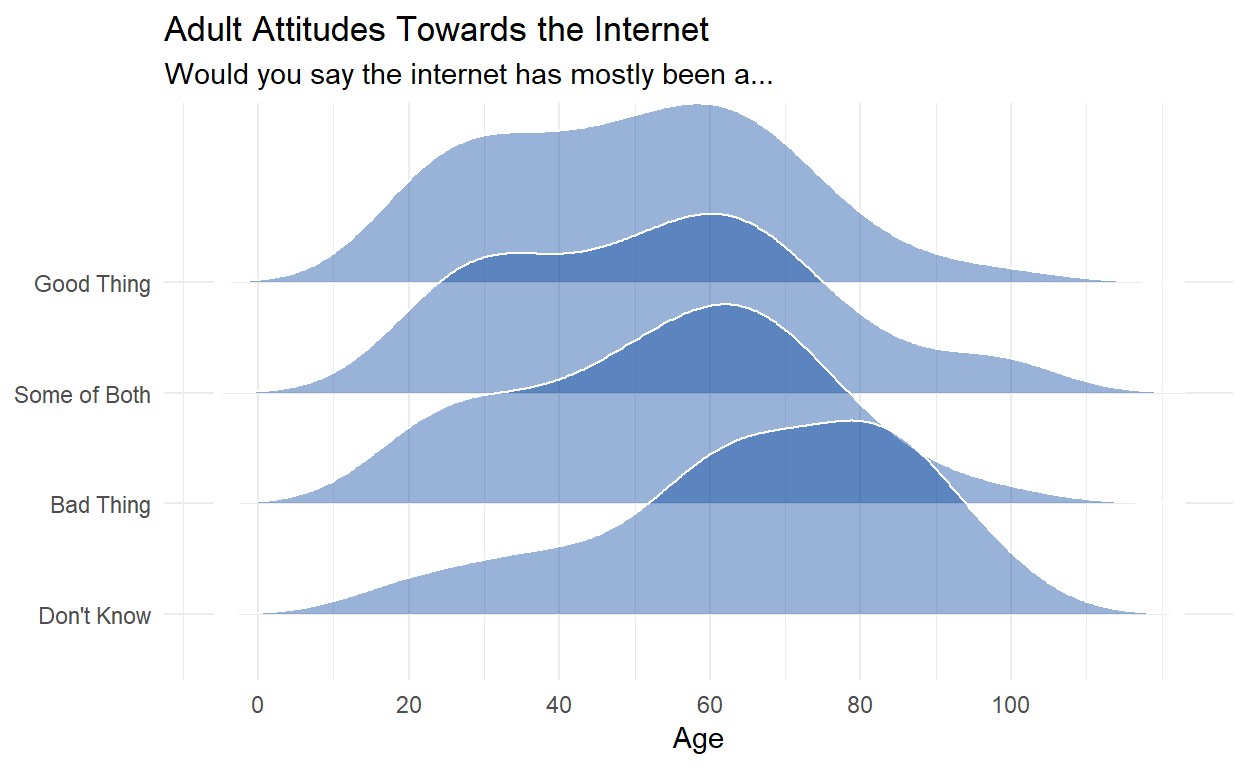 Adult Attitudes Towards the Internet
Would you say the internet has mostly been a...
Good Thing
Some of Both
Bad Thing
Don't Know
0 20 40 60 80 100
Age